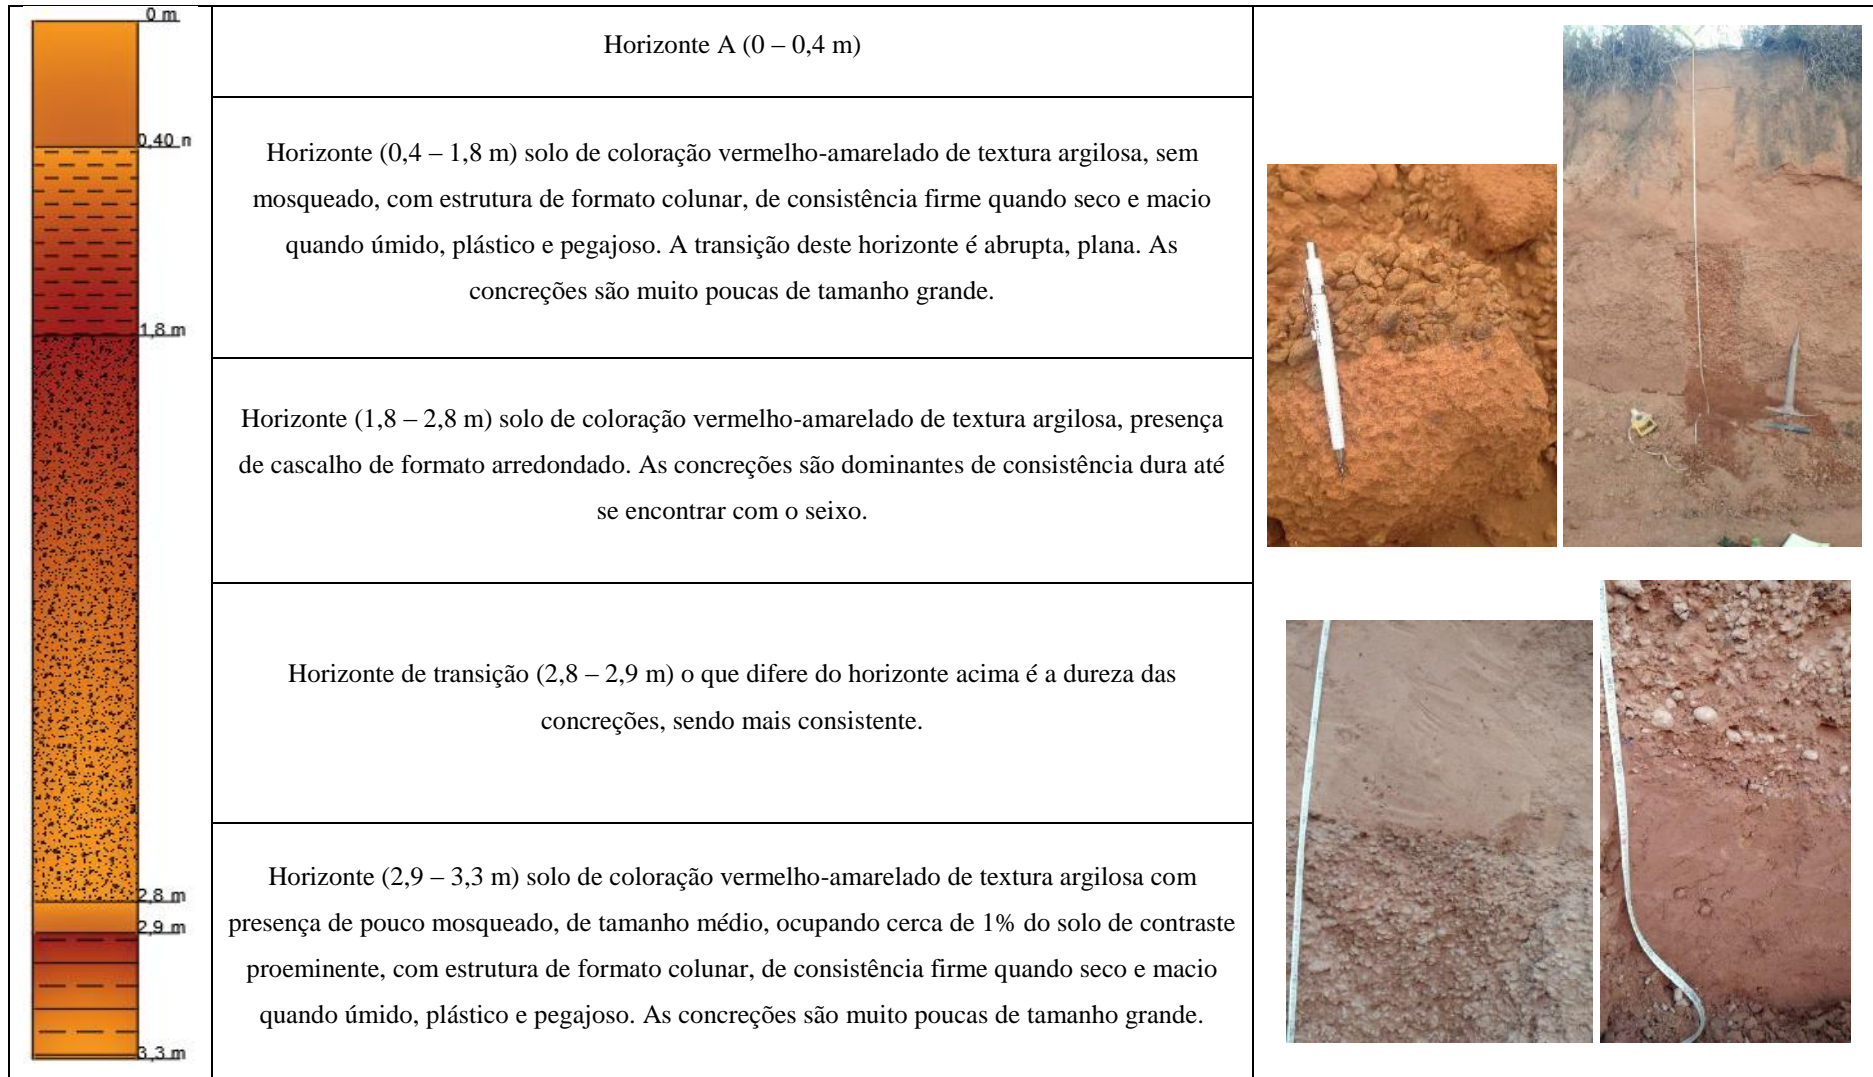 0 m
0,40 n
1,8 m
2,8 m
2,9 m
3,3 m
Horizonte A (0 – 0,4 m)
Horizonte (0,4 – 1,8 m) solo de coloração vermelho-amarelado de textura argilosa, sem
mosqueado, com estrutura de formato colunar, de consistência firme quando seco e macio
quando úmido, plástico e pegajoso. A transição deste horizonte é abrupta, plana. As
concreções são muito poucas de tamanho grande.
Horizonte (1,8 – 2,8 m) solo de coloração vermelho-amarelado de textura argilosa, presença
de cascalho de formato arredondado. As concreções são dominantes de consistência dura até
se encontrar com o seixo.
Horizonte de transição (2,8 – 2,9 m) o que difere do horizonte acima é a dureza das
concreções, sendo mais consistente.
Horizonte (2,9 – 3,3 m) solo de coloração vermelho-amarelado de textura argilosa com
presença de pouco mosqueado, de tamanho médio, ocupando cerca de 1% do solo de contraste
proeminente, com estrutura de formato colunar, de consistência firme quando seco e macio
quando úmido, plástico e pegajoso. As concreções são muito poucas de tamanho grande.